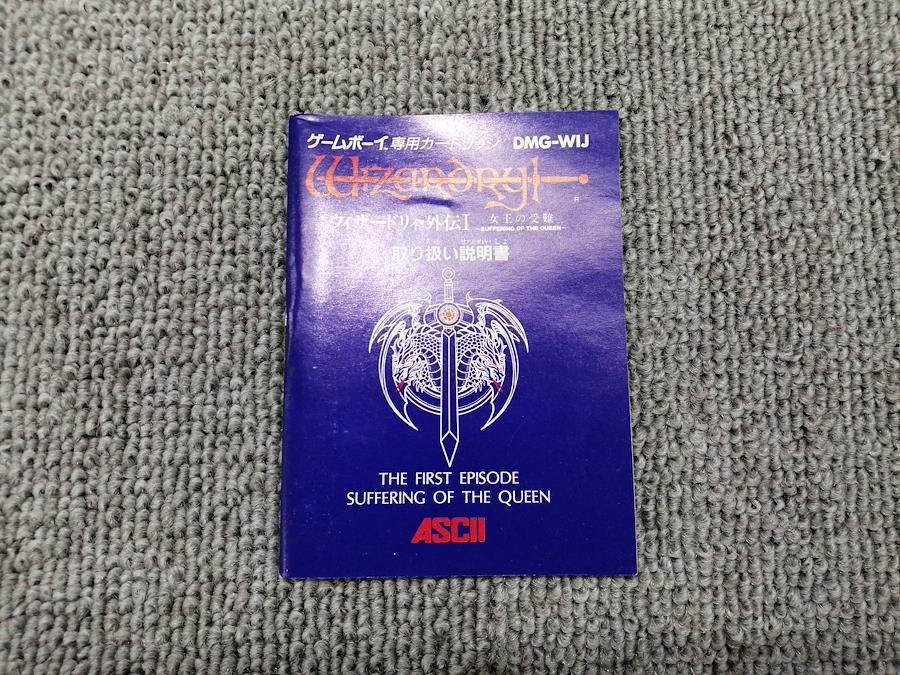 ゲームボーイ™専用カートリッジ DMG-WIJ
Wizardry
R
ウィザードリィ外伝I 女王の受難
-SUFFERING OF THE QUEEN-
取り扱い説明書
THE FIRST EPISODE
SUFFERING OF THE QUEEN
ASCII